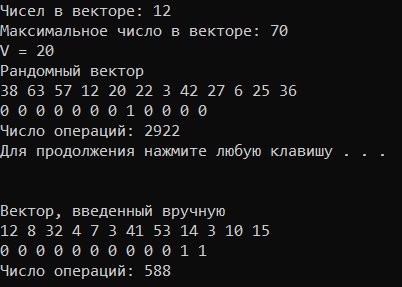 Чисел в векторе: 12
Максимальное число в векторе: 70
V = 20
Рандомный вектор
38 63 57 12 20 22 3 42 27 6 25 36
0 0 0 0 0 0 0 1 0 0 0 0
Число операций: 2922
Для продолжения нажмите любую клавишу . . .
Вектор, введенный вручную
12 8 32 4 7 3 41 53 14 3 10 15
0 0 0 0 0 0 0 0 0 0 1 1
Число операций: 588